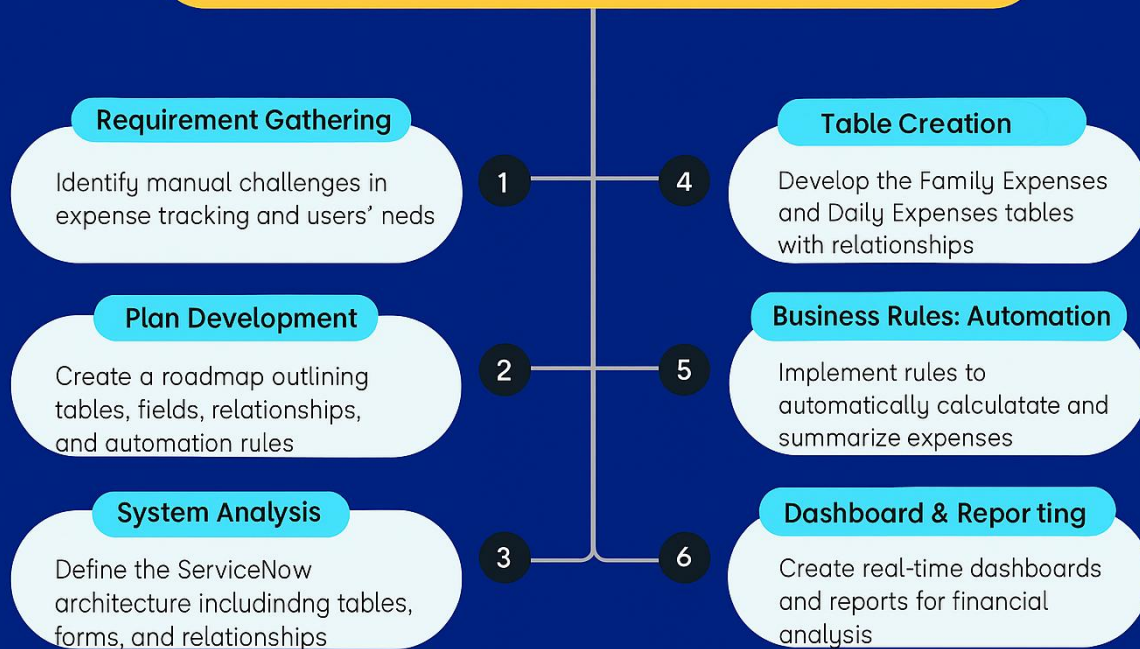 Requirement Gathering
Identify manual challenges in
expense tracking and users’ neds
1
Plan Development
Create a roadmap outlining
tables, fields, relationships,
and automation rules
2
System Analysis
Define the ServiceNow
architecture includindng tables,
forms, and relationships
3
Table Creation
Develop the Family Expenses
and Daily Expenses tables
with relationships
4
Business Rules: Automation
Implement rules to
automatically calculatate and
summarize expenses
5
Dashboard & Repor ting
Create real-time dashboards
and reports for financial
analysis
6